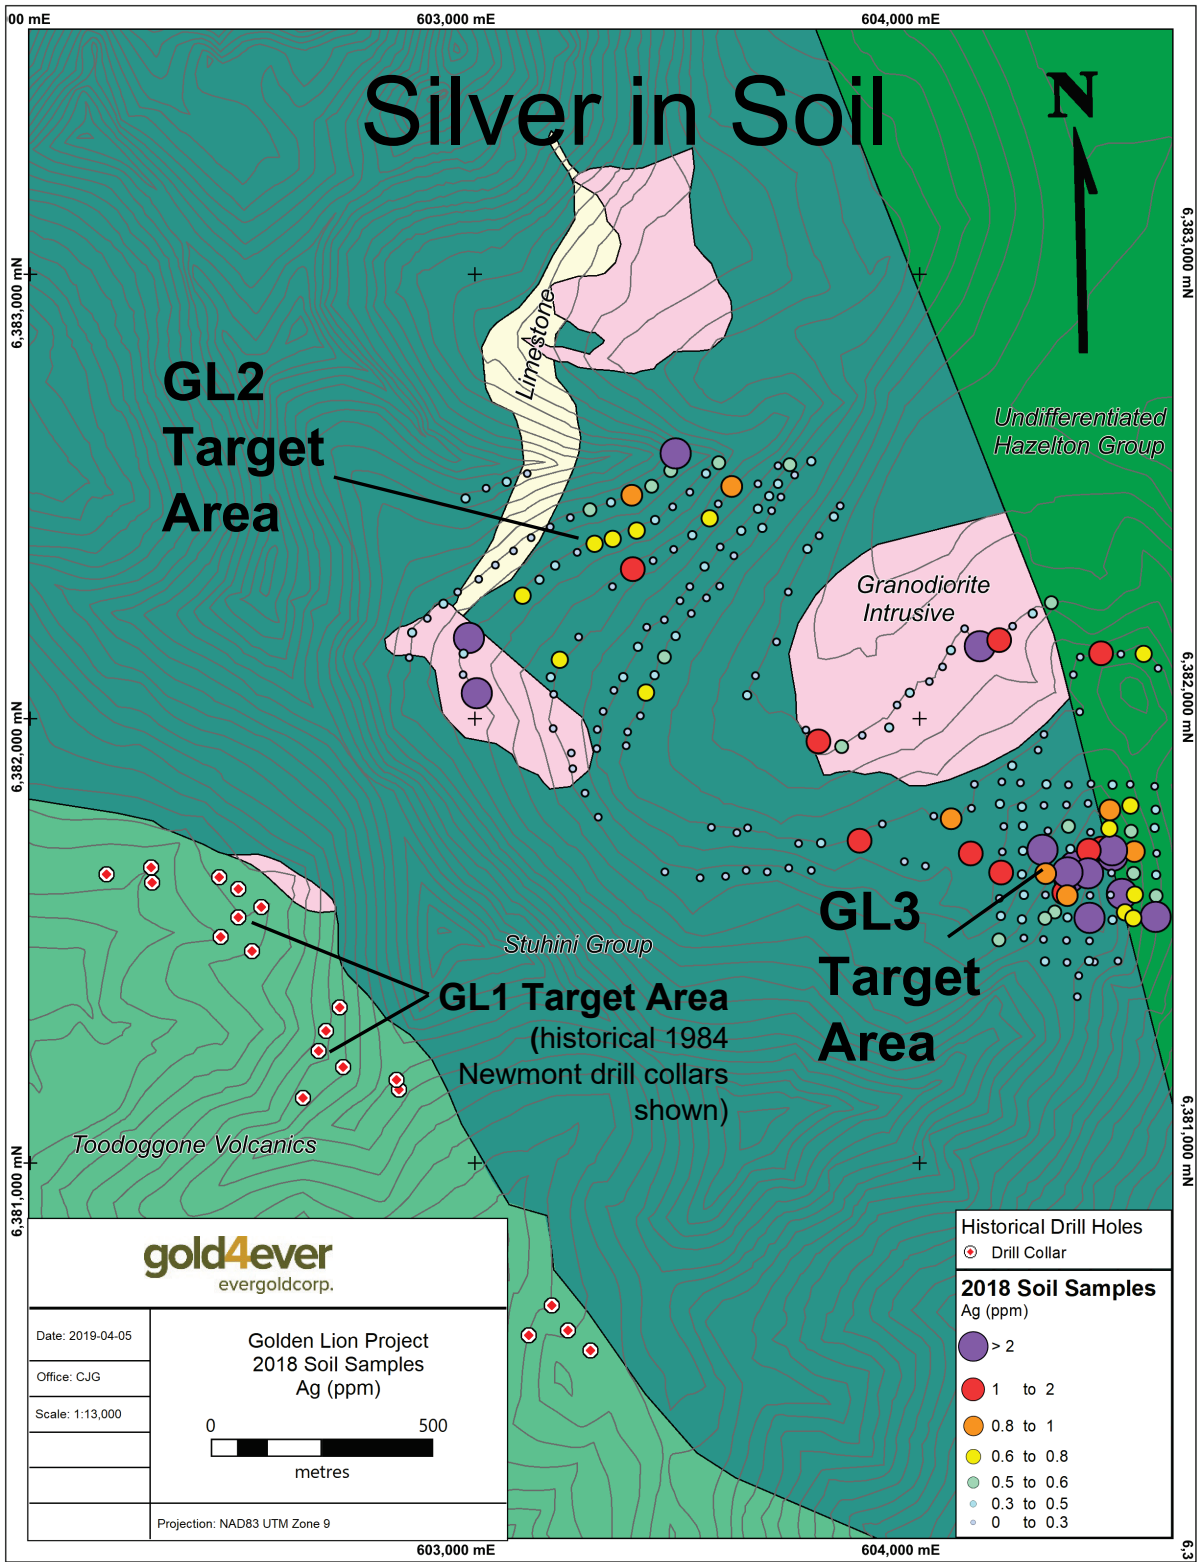 00 mE
603,000 mE
604,000 mE
Silver in Soil
N
6,383,000 mN
6,383,000 mN
Limestone
GL2
Target
Area
Undifferentiated
Hazelton Group
Granodiorite
Intrusive
6,382,000 mN
6,382,000 mN
GL3
Target
Area
Stuhini Group
GL1 Target Area
(historical 1984
Newmont drill collars
shown)
Toodoggone Volcanics
6,381,000 mN
6,381,000 mN
gold4ever
evergoldcorp.
Date: 2019-04-05
Office: CJG
Scale: 1:13,000
Golden Lion Project
2018 Soil Samples
Ag (ppm)
0 500
metres
Projection: NAD83 UTM Zone 9
Historical Drill Holes
Drill Collar
2018 Soil Samples
Ag (ppm)
> 2
1 to 2
0.8 to 1
0.6 to 0.8
0.5 to 0.6
0.3 to 0.5
0 to 0.3
603,000 mE
604,000 mE
6,3